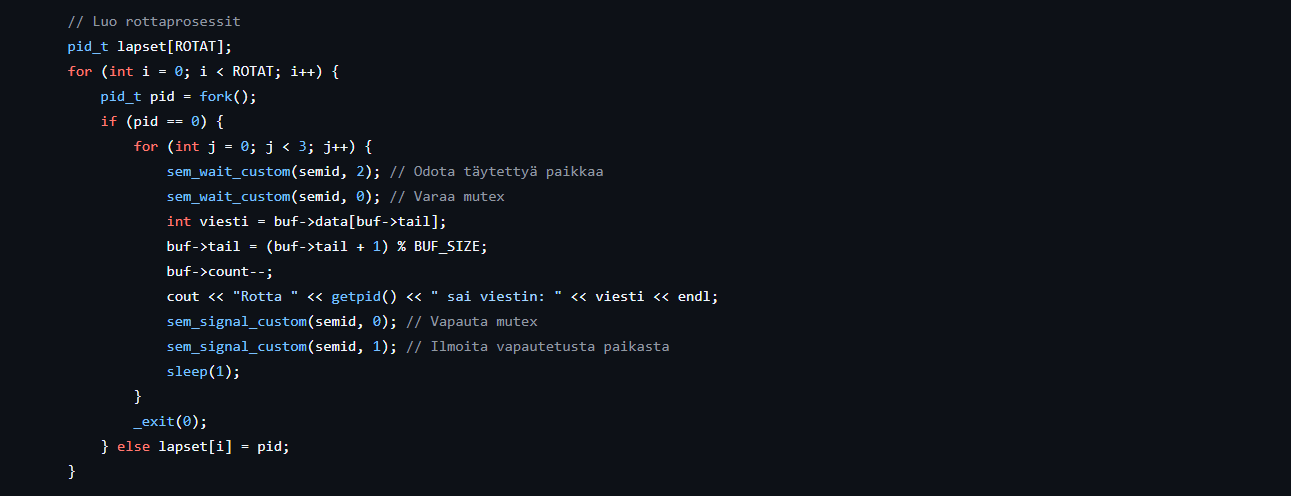 // Luo rottaprosessit
pid_t lapset[ROTAT];
for (int i = 0; i < ROTAT; i++) {
    pid_t pid = fork();
    if (pid == 0) {
        for (int j = 0; j < 3; j++) {
            sem_wait_custom(semid, 2); // Odota täytettyä paikkaa
            sem_wait_custom(semid, 0); // Varaa mutex
            int viesti = buf->data[buf->tail];
            buf->tail = (buf->tail + 1) % BUF_SIZE;
            buf->count--;
            cout << "Rotta " << getpid() << " sai viestin: " << viesti << endl;
            sem_signal_custom(semid, 0); // Vapauta mutex
            sem_signal_custom(semid, 1); // Ilmoita vapautetusta paikasta
            sleep(1);
        }
        _exit(0);
    } else lapset[i] = pid;
}